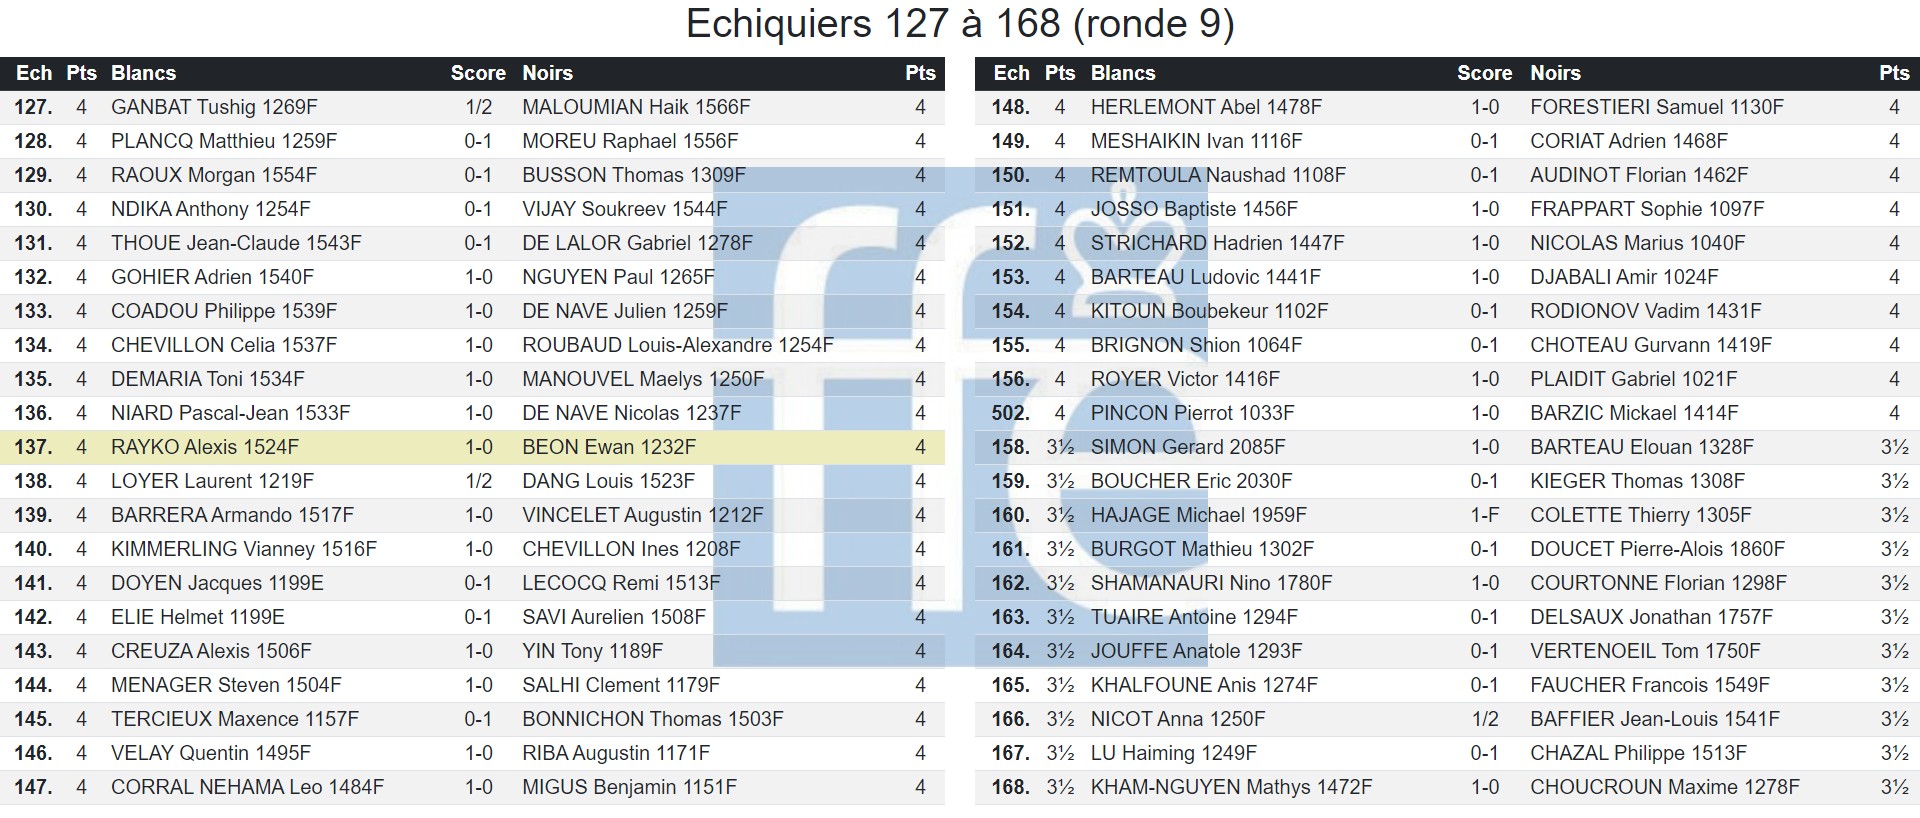 Echiquiers 127 à 168 (ronde 9)
Ech Pts Blancs Score Noirs Pts
127. 4 GANBAT Tushig 1269F 1/2 MALOUMIAN Haik 1566F 4
128. 4 PLANCQ Matthieu 1259F 0-1 MOREU Raphael 1556F 4
129. 4 RAOUX Morgan 1554F 0-1 BUSSON Thomas 1309F 4
130. 4 NDIKA Anthony 1254F 0-1 VIJAY Soukreev 1544F 4
131. 4 THOUE Jean-Claude 1543F 0-1 DE LALOR Gabriel 1278F 4
132. 4 GOHIER Adrien 1540F 1-0 NGUYEN Paul 1265F 4
133. 4 COADOU Philippe 1539F 1-0 DE NAVE Julien 1259F 4
134. 4 CHEVILLON Celia 1537F 1-0 ROUBAUD Louis-Alexandre 1254F 4
135. 4 DEMARIA Toni 1534F 1-0 MANOUVEL Maelys 1250F 4
136. 4 NIARD Pascal-Jean 1533F 1-0 DE NAVE Nicolas 1237F 4
137. 4 RAYKO Alexis 1524F 1-0 BEON Ewan 1232F 4
138. 4 LOYER Laurent 1219F 1/2 DANG Louis 1523F 4
139. 4 BARRERA Armando 1517F 1-0 VINCELET Augustin 1212F 4
140. 4 KIMMERLING Vianney 1516F 1-0 CHEVILLON Ines 1208F 4
141. 4 DOYEN Jacques 1199E 0-1 LECOCQ Remi 1513F 4
142. 4 ELIE Helmet 1199E 0-1 SAVI Aurelien 1508F 4
143. 4 CREUZA Alexis 1506F 1-0 YIN Tony 1189F 4
144. 4 MENAGER Steven 1504F 1-0 SALHI Clement 1179F 4
145. 4 TERCIEUX Maxence 1157F 0-1 BONNICHON Thomas 1503F 4
146. 4 VELAY Quentin 1495F 1-0 RIBA Augustin 1171F 4
147. 4 CORRAL NEHAMA Leo 1484F 1-0 MIGUS Benjamin 1151F 4
Ech Pts Blancs Score Noirs Pts
148. 4 HERLEMONT Abel 1478F 1-0 FORESTIERI Samuel 1130F 4
149. 4 MESHAIKIN Ivan 1116F 0-1 CORIAT Adrien 1468F 4
150. 4 REMTOULA Naushad 1108F 0-1 AUDINOT Florian 1462F 4
151. 4 JOSSO Baptiste 1456F 1-0 FRAPPART Sophie 1097F 4
152. 4 STRICHARD Hadrien 1447F 1-0 NICOLAS Marius 1040F 4
153. 4 BARTEAU Ludovic 1441F 1-0 DJABALI Amir 1024F 4
154. 4 KITOUN Boubekeur 1102F 0-1 RODIONOV Vadim 1431F 4
155. 4 BRIGNON Shion 1064F 0-1 CHOTEAU Gurvann 1419F 4
156. 4 ROYER Victor 1416F 1-0 PLAIDIT Gabriel 1021F 4
502. 4 PINCON Pierrot 1033F 1-0 BARZIC Mickael 1414F 4
158. 3½ SIMON Gerard 2085F 1-0 BARTEAU Elouan 1328F 3½
159. 3½ BOUCHER Eric 2030F 0-1 KIEGER Thomas 1308F 3½
160. 3½ HAJAGE Michael 1959F 1-F COLETTE Thierry 1305F 3½
161. 3½ BURGOT Mathieu 1302F 0-1 DOUCET Pierre-Alois 1860F 3½
162. 3½ SHAMANAURI Nino 1780F 1-0 COURTONNE Florian 1298F 3½
163. 3½ TUAIRE Antoine 1294F 0-1 DELSAUX Jonathan 1757F 3½
164. 3½ JOUFFE Anatole 1293F 0-1 VERTENOEIL Tom 1750F 3½
165. 3½ KHALFOUNE Anis 1274F 0-1 FAUCHER Francois 1549F 3½
166. 3½ NICOT Anna 1250F 1/2 BAFFIER Jean-Louis 1541F 3½
167. 3½ LU Haiming 1249F 0-1 CHAZAL Philippe 1513F 3½
168. 3½ KHAM-NGUYEN Mathys 1472F 1-0 CHOUCROUN Maxime 1278F 3½
ffe